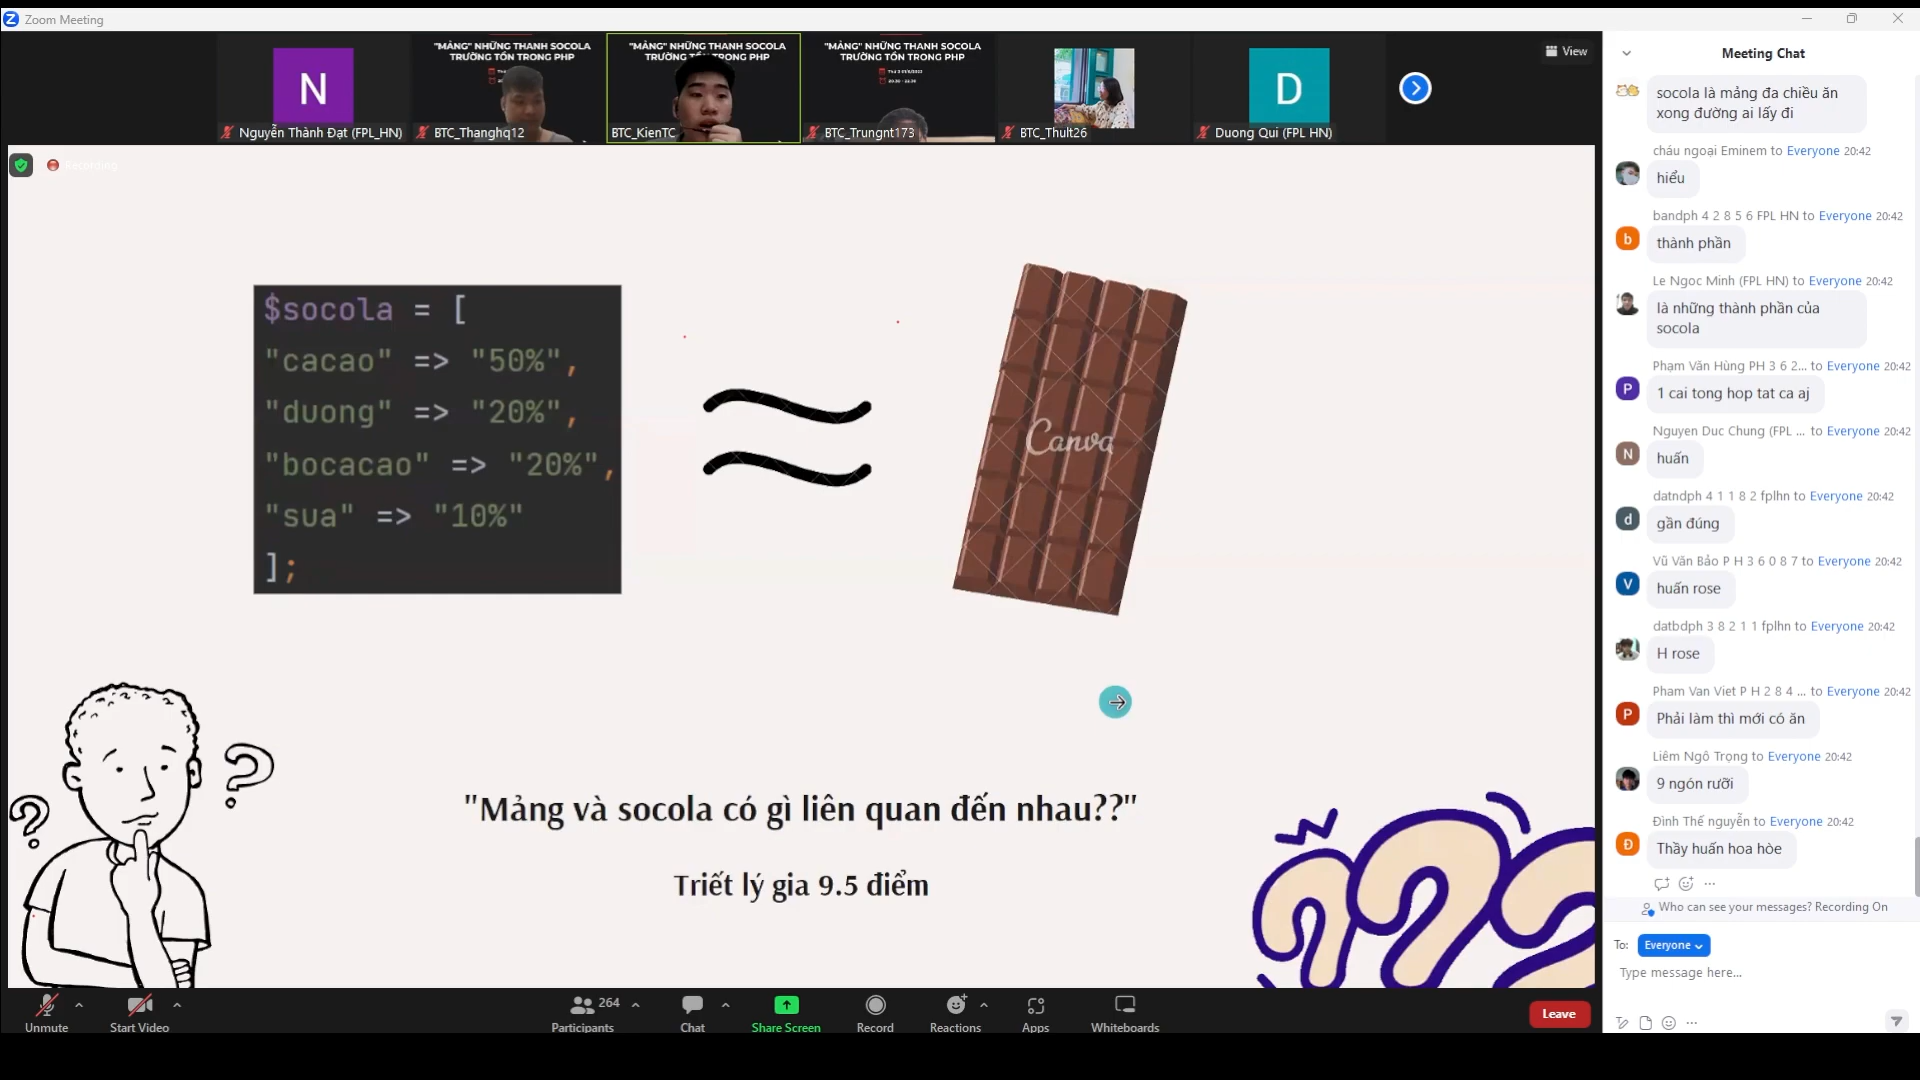 Zoom Meeting
"MẢNG" NHỮNG THANH SOCOLA
TRƯỜNG TỒN TRONG PHP
"MẢNG" NHỮNG THANH SOCOLA
TRƯỜNG TỒN TRONG PHP
"MẢNG" NHỮNG THANH SOCOLA
TRƯỜNG TỒN TRONG PHP
N
D
View
Nguyễn Thành Đạt (FPL_HN)
BTC_Thanghq12
BTC_KienTC
BTC_Trungnt173
BTC_Thult26
Duong Qui (FPL HN)
Recording
$socola = [
"cacao" => "50%",
"duong" => "20%",
"bocacao" => "20%",
"sua" => "10%"
];
Canva
"Mảng và socola có gì liên quan đến nhau??"
Triết lý gia 9.5 điểm
Meeting Chat
socola là mảng đa chiều ăn
xong đường ai lấy đi
cháu ngoại Eminem to Everyone 20:42
hiểu
bandph 4 2 8 5 6 FPL HN to Everyone 20:42
b
thành phần
Le Ngoc Minh (FPL HN) to Everyone 20:42
là những thành phần của
socola
Phạm Văn Hùng PH 3 6 2... to Everyone 20:42
P
1 cai tong hop tat ca aj
Nguyen Duc Chung (FPL ... to Everyone 20:42
N
huấn
datndph 4 1 1 8 2 fplhn to Everyone 20:42
d
gần đúng
Vũ Văn Bảo P H 3 6 0 8 7 to Everyone 20:42
V
huấn rose
datbdph 3 8 2 1 1 fplhn to Everyone 20:42
H rose
Pham Van Viet P H 2 8 4 ... to Everyone 20:42
P
Phải làm thì mới có ăn
Liêm Ngô Trọng to Everyone 20:42
9 ngón rưỡi
Đình Thế nguyễn to Everyone 20:42
Đ
Thầy huấn hoa hòe
Who can see your messages? Recording On
To: Everyone
Type message here...
Unmute
Start Video
264
Participants
Chat
Share Screen
Record
Reactions
Apps
Whiteboards
Leave